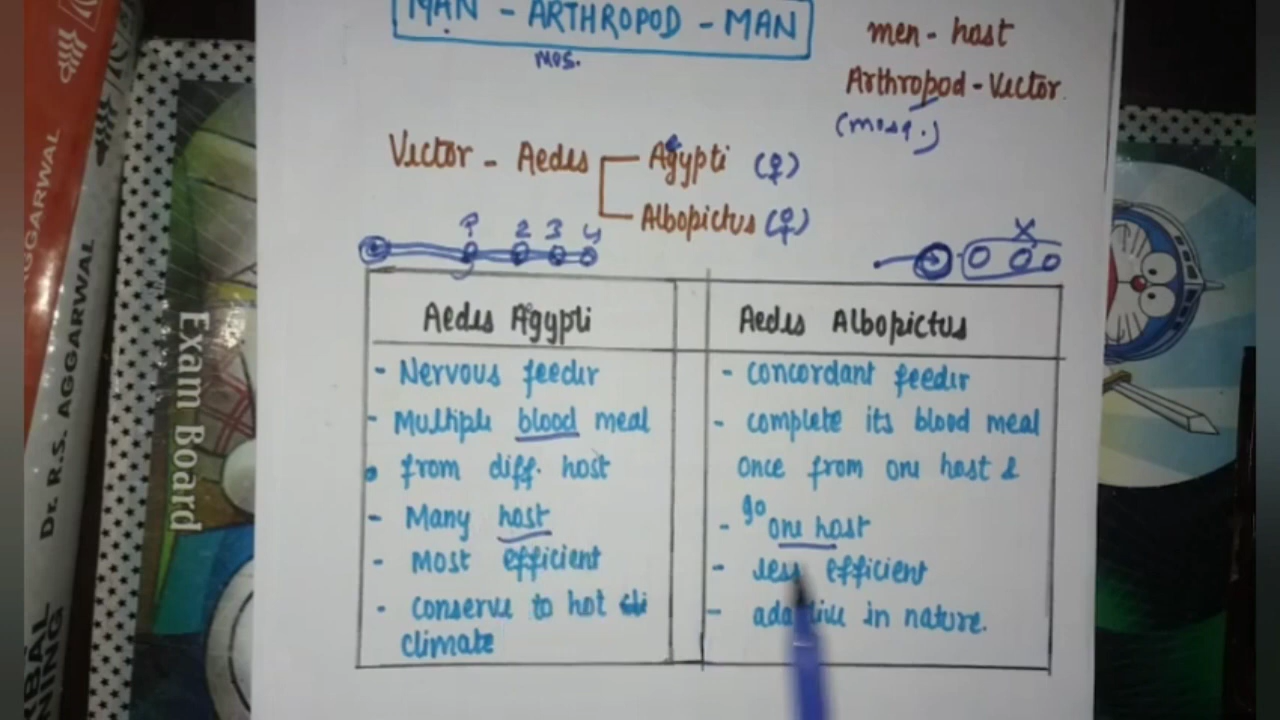 MAN - ARTHROPOD - MAN
mos.
men - host
Arthropod - Vector.
(mosq.)
Vector - Aedes
Agypti (♀)
Albopictus (♀)
1 2 3 4
X
Aedes Agypti
- Nervous feeder
- Multiple blood meal
from diff. host
- Many host
- Most efficient
- conserve to hot
climate
Aedes Albopictus
- concordant feeder
- complete its blood meal
once from one host &
go
- one host
- less efficient
- in nature.
GGARWAL
AGGARWAL
Dr. R.S. AGGARWAL
Exam Board